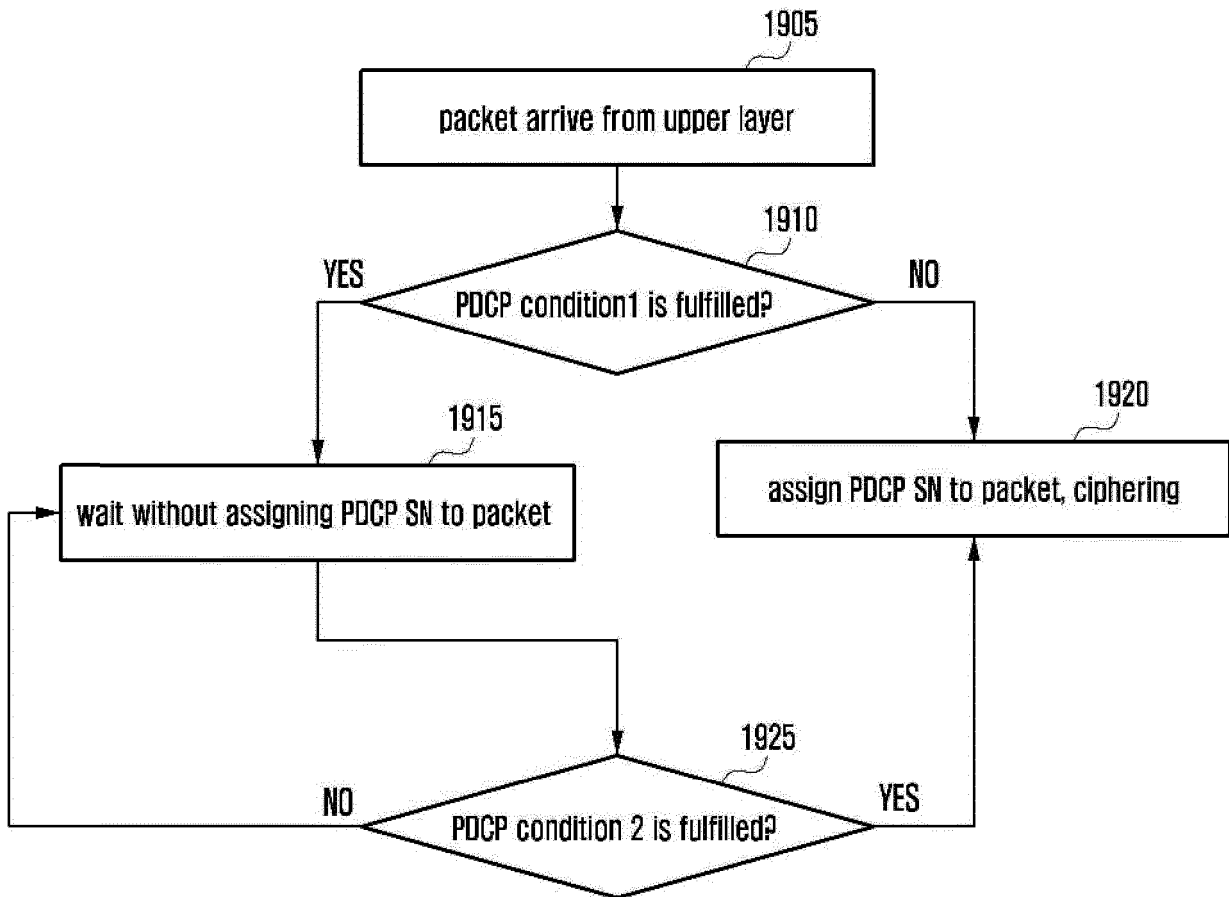 1905
packet arrive from upper layer
1910
YES
NO
PDCP condition1 is fulfilled?
1915
1920
wait without assigning PDCP SN to packet
assign PDCP SN to packet, ciphering
1925
NO
YES
PDCP condition 2 is fulfilled?